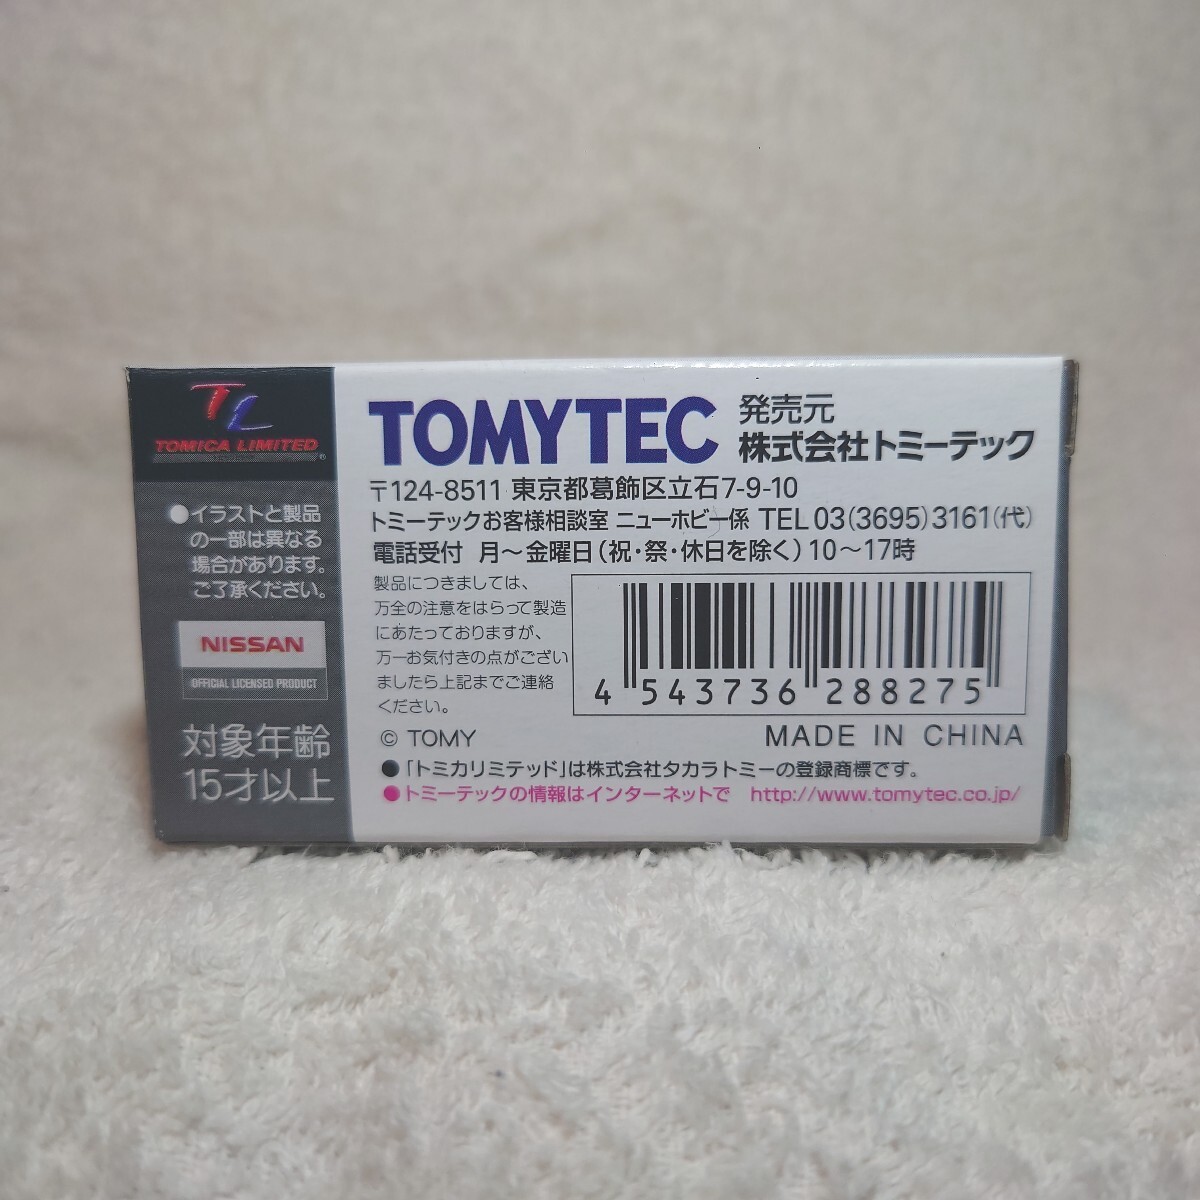 TL
TOMICA LIMITED
●イラストと製品
の一部は異なる
場合があります。
ご了承ください。
NISSAN
OFFICIAL LICENSED PRODUCT
対象年齢
15才以上
TOMYTEC
発売元
株式会社トミーテック
〒124-8511 東京都葛飾区立石7-9-10
トミーテックお客様相談室 ニューホビー係 TEL 03(3695)3161(代)
電話受付 月〜金曜日(祝・祭・休日を除く)10〜17時
製品につきましては、
万全の注意をはらって製造
にあたっておりますが、
万一お気付きの点がござい
ましたら上記までご連絡
ください。
4 543736 288275
© TOMY
MADE IN CHINA
●「トミカリミテッド」は株式会社タカラトミーの登録商標です。
●トミーテックの情報はインターネットで http://www.tomytec.co.jp/